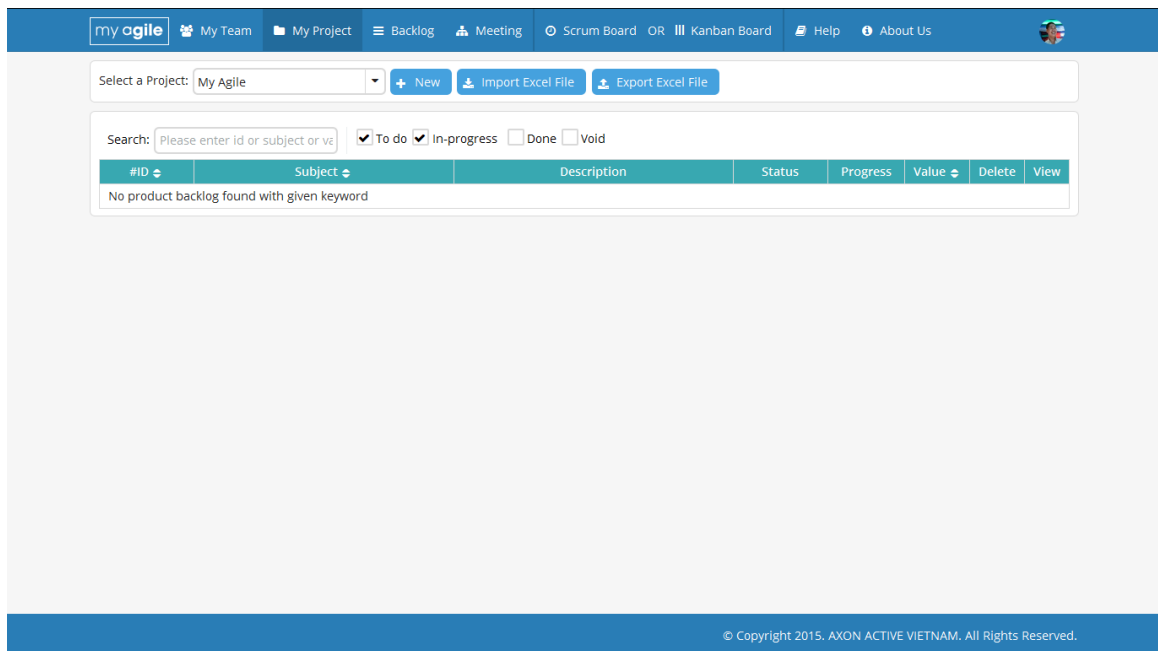 my agile My Team My Project Backlog Meeting Scrum Board OR Kanban Board Help About Us
Select a Project: My Agile New Import Excel File Export Excel File
Search: Please enter id or subject or va To do In-progress Done Void
#ID Subject Description Status Progress Value Delete View
No product backlog found with given keyword
© Copyright 2015. AXON ACTIVE VIETNAM. All Rights Reserved.